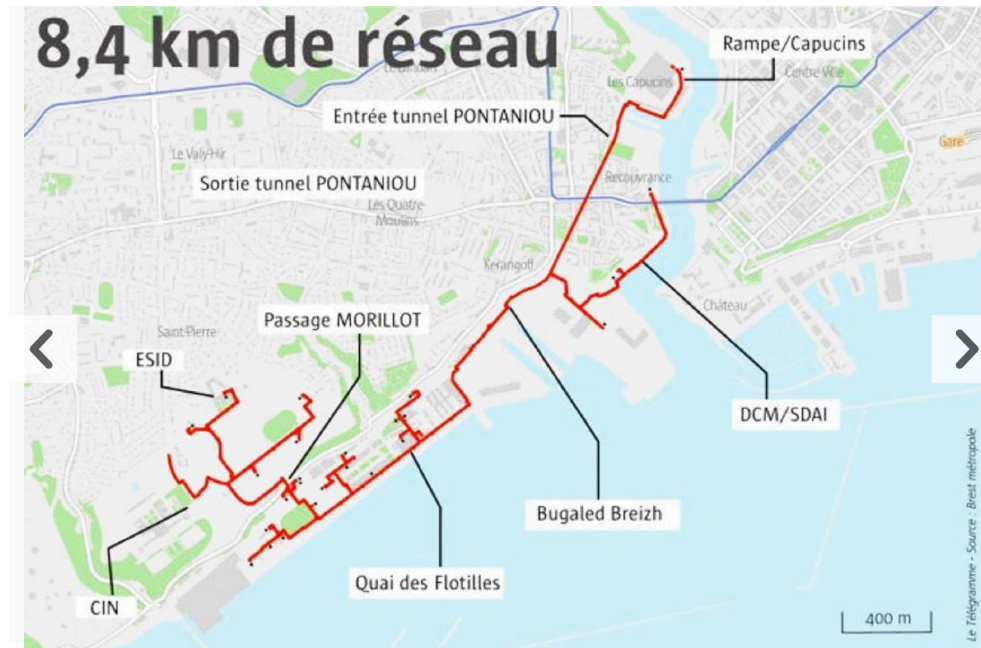 8,4 km de réseau
Rampe/Capucins
Les Capucins
Centre Ville
Entrée tunnel PONTANIOU
Gare
Le Valy-Hir
Recouvrance
Sortie tunnel PONTANIOU
Les Quatre
Moulins
Kerangoff
Château
Passage MORILLOT
Saint-Pierre
ESID
DCM/SDAI
Bugaled Breizh
Quai des Flotilles
CIN
400 m
Le Télégramme - Source : Brest métropole